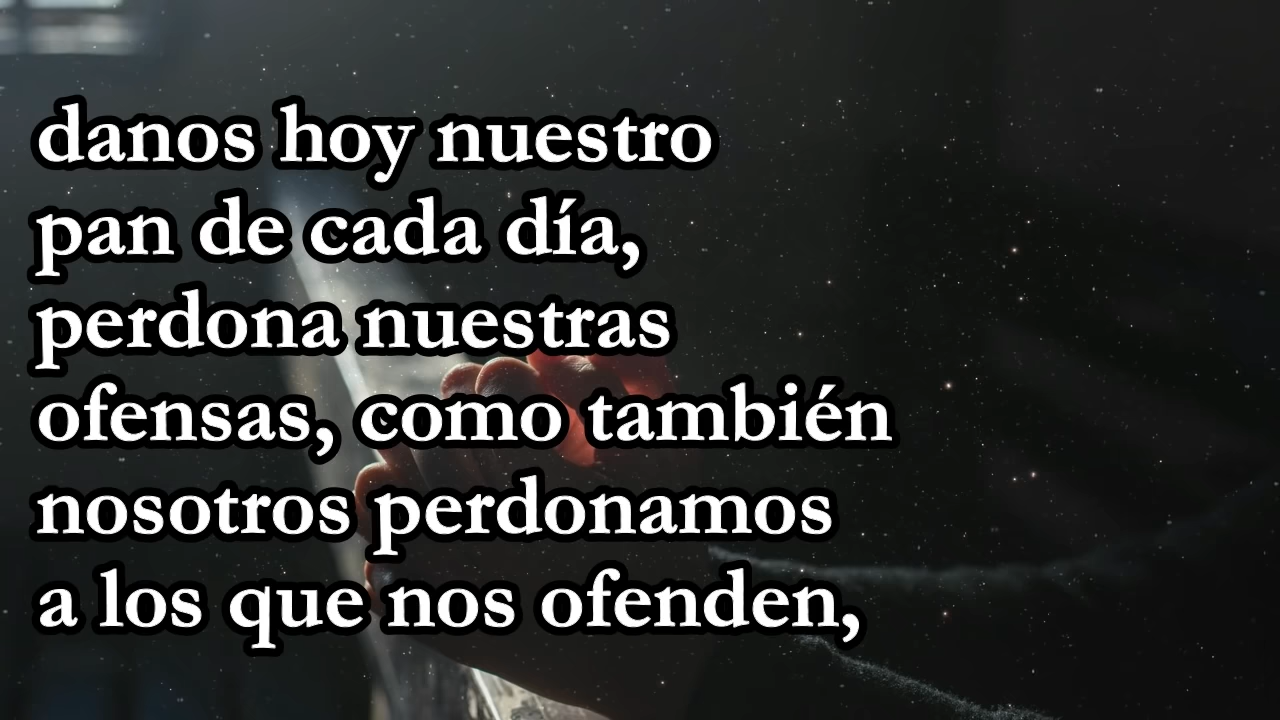 danos hoy nuestro
pan de cada día,
perdona nuestras
ofensas, como también
nosotros perdonamos
a los que nos ofenden,